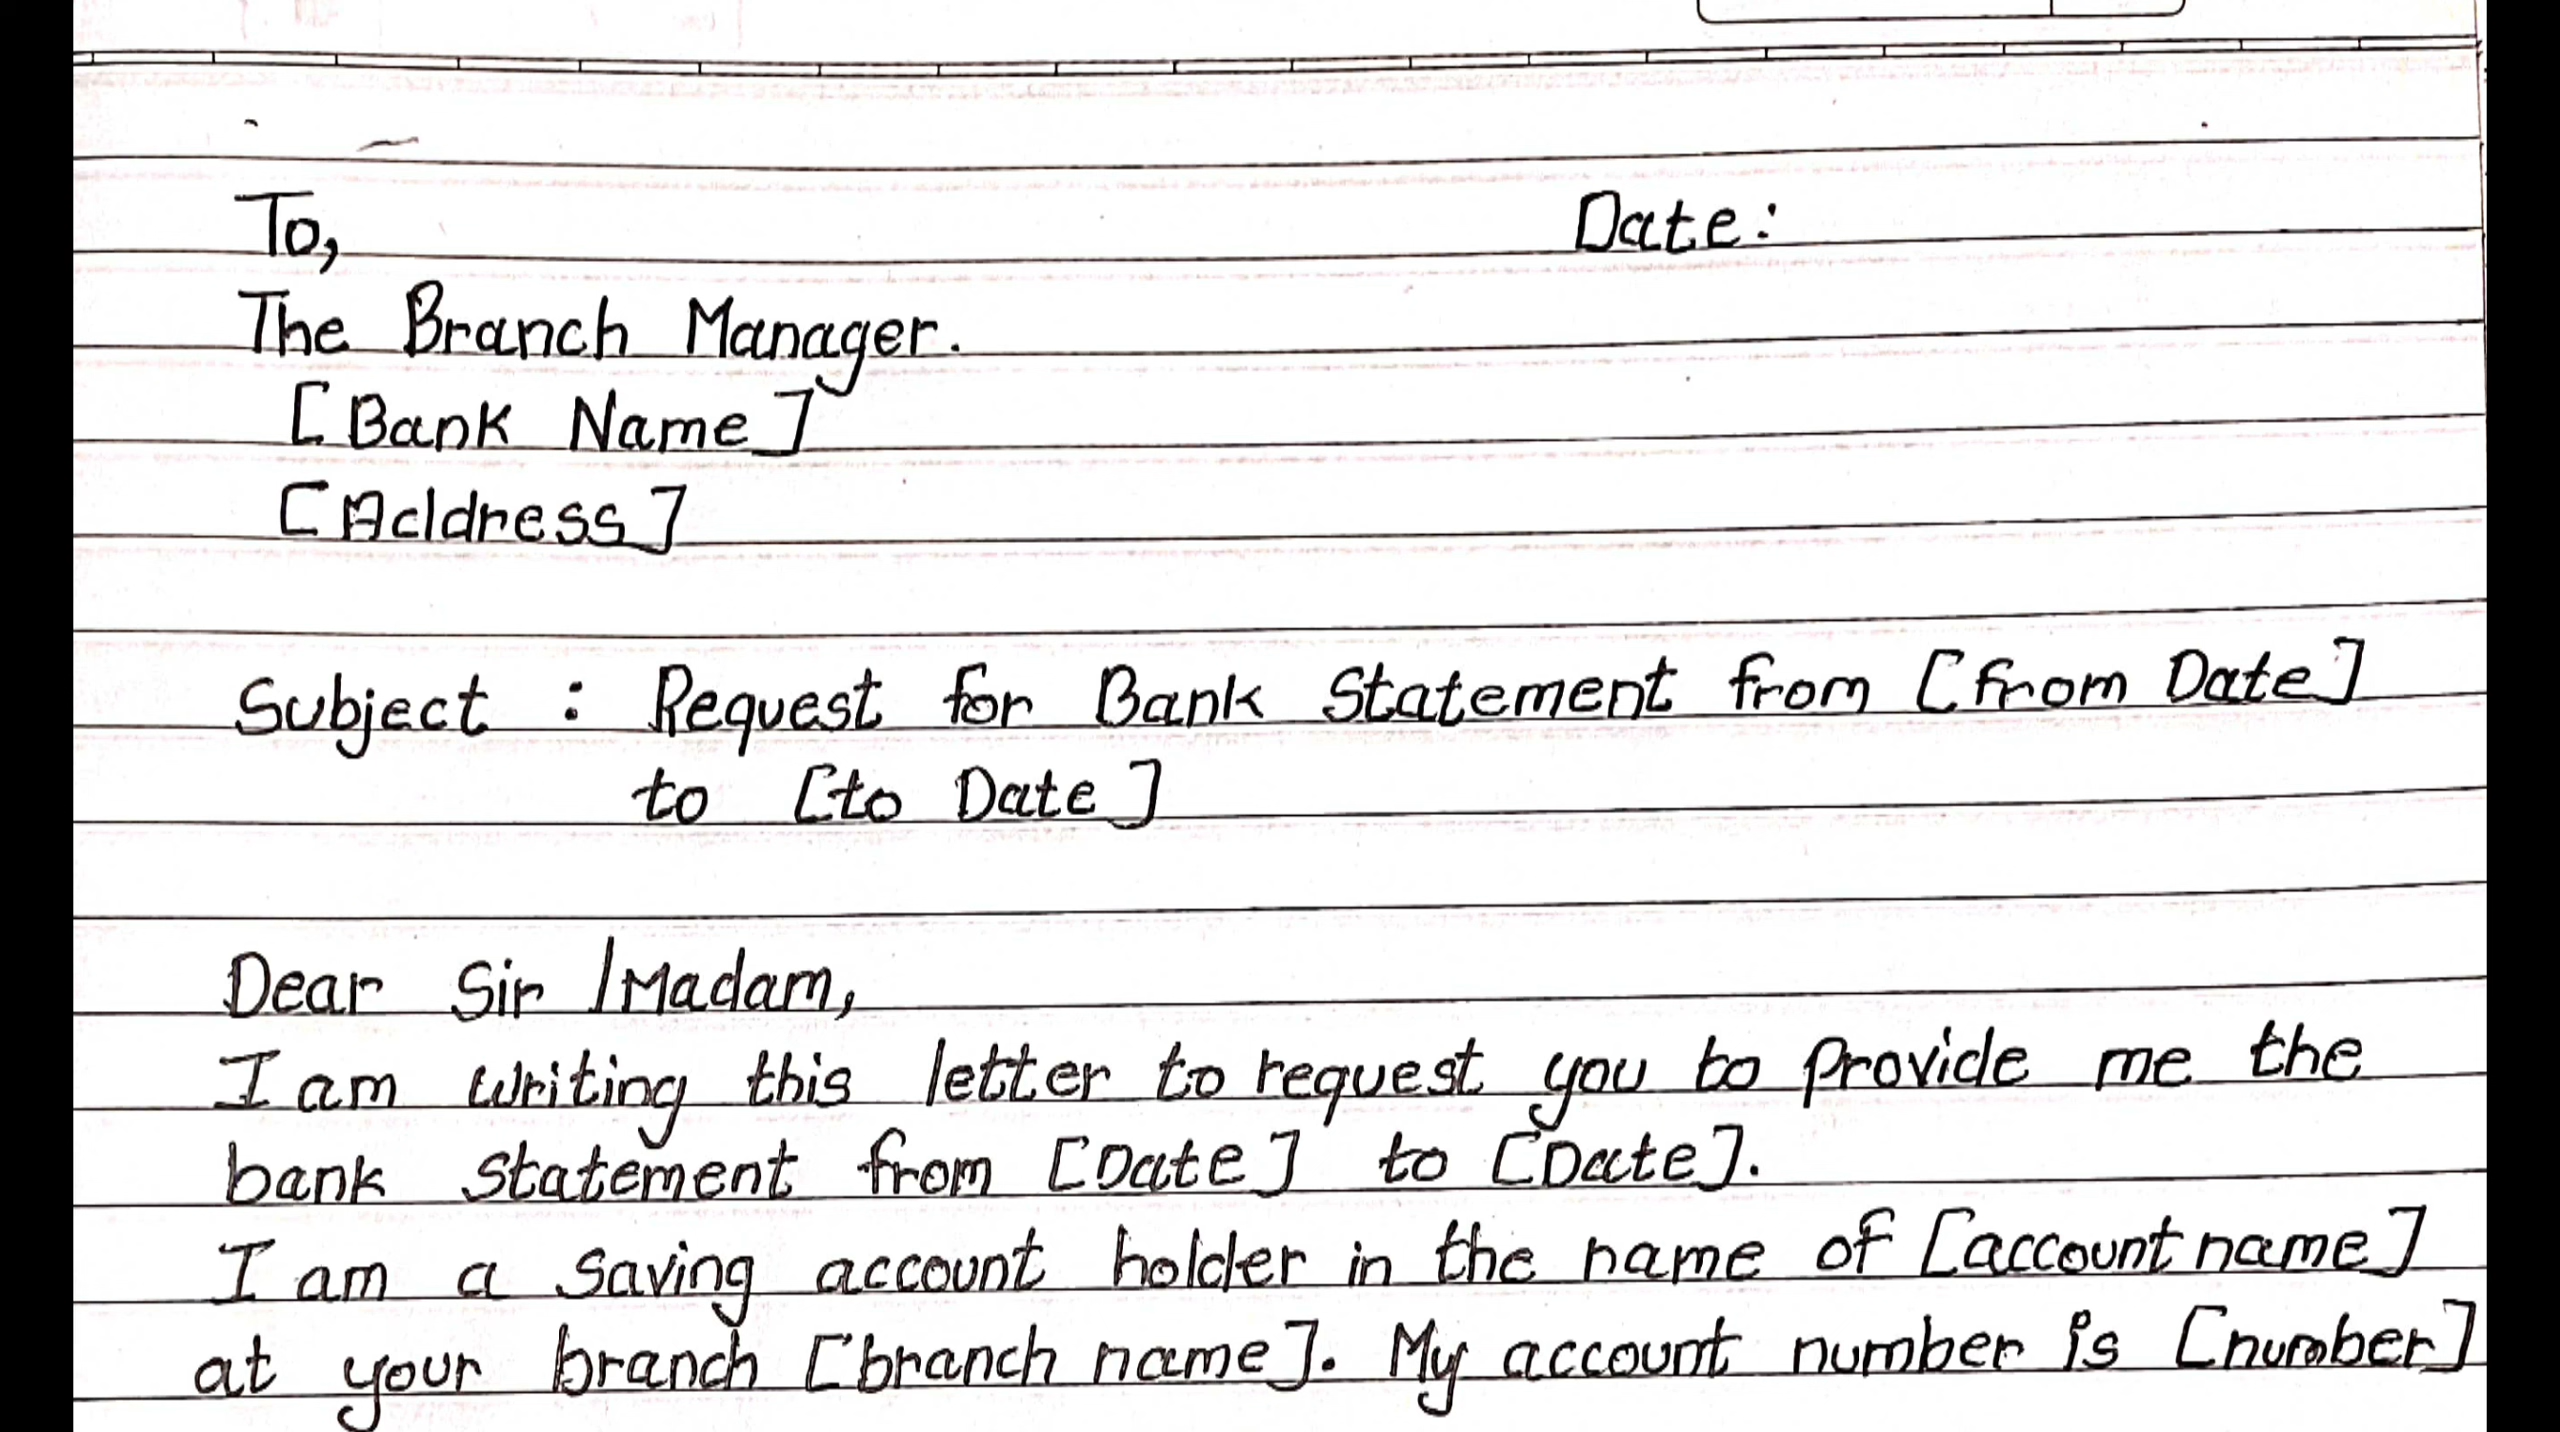 To, Date:
The Branch Manager.
[Bank Name]
[Address]
Subject : Request for Bank Statement from [from Date]
to [to Date]
Dear Sir /Madam,
I am writing this letter to request you to provide me the
bank statement from [Date] to [Date].
I am a saving account holder in the name of [account name]
at your branch [branch name]. My account number is [number]